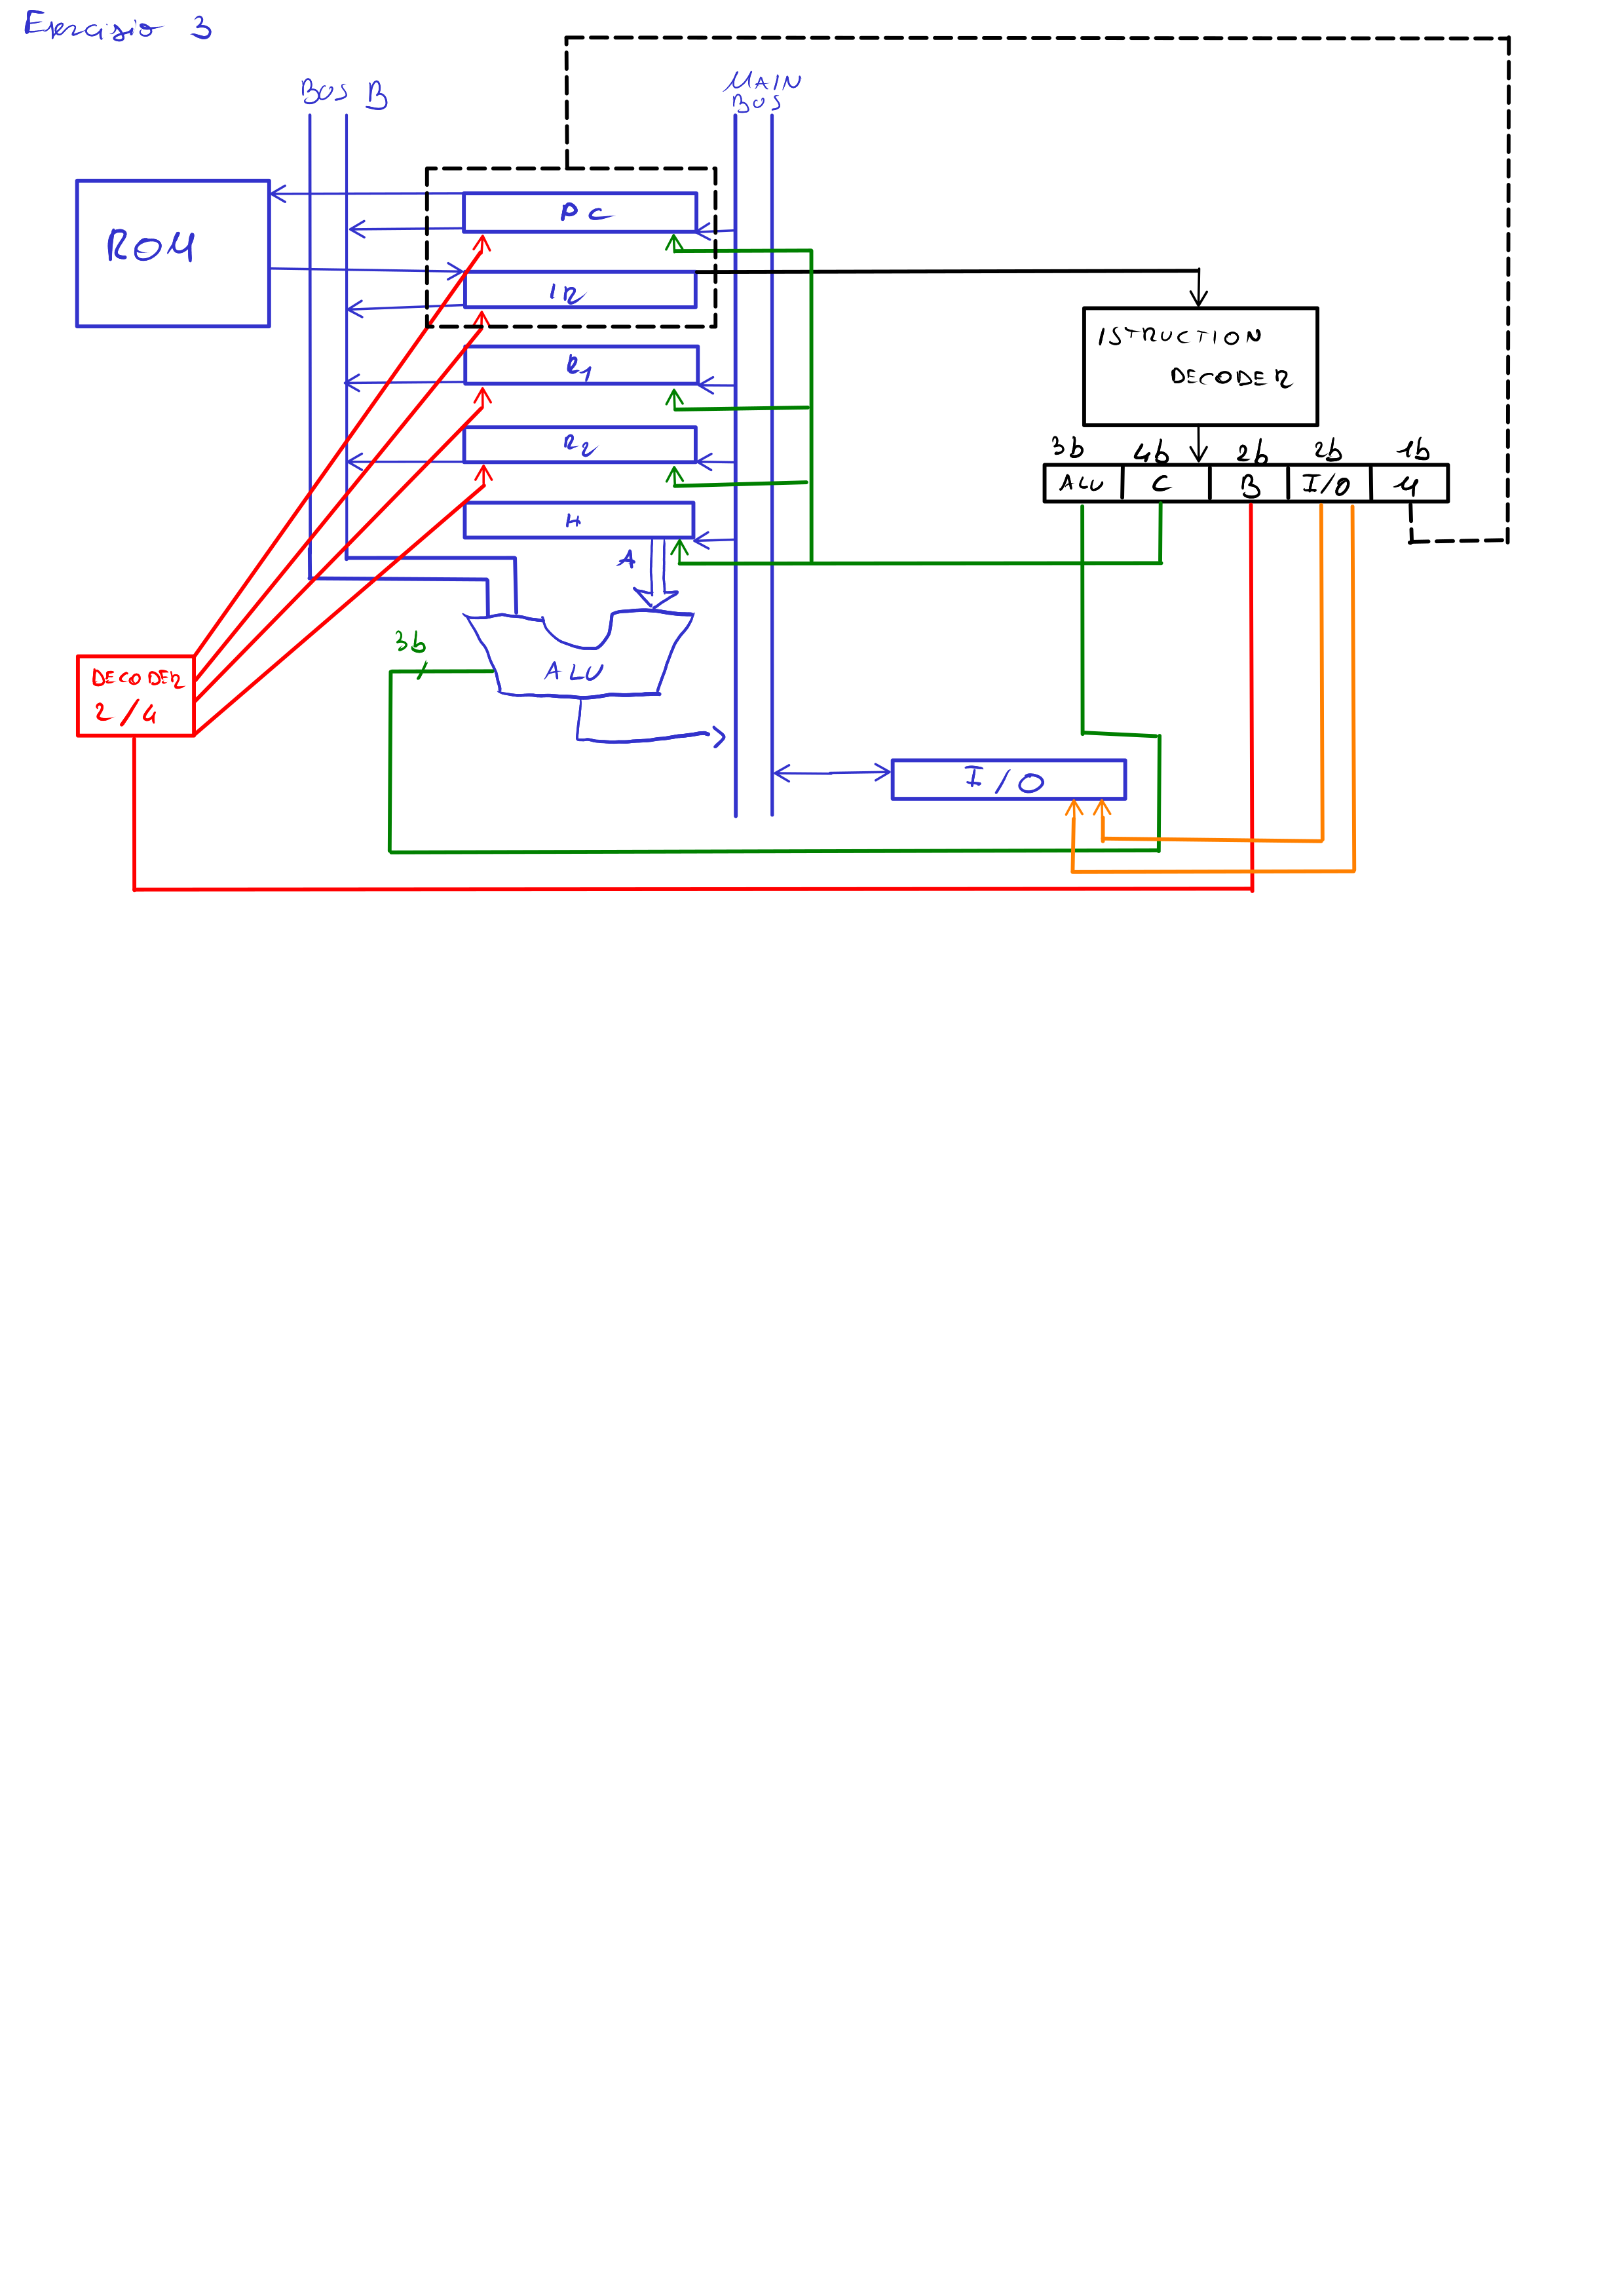 Esercizio 3
BUS B
MAIN
BUS
ROM
PC
IR
R1
R2
H
A
ISTRUCTION
DECODER
3b 4b 2b 2b 1b
ALU C B I/O M
3b
ALU
DECODER
2/4
I/O